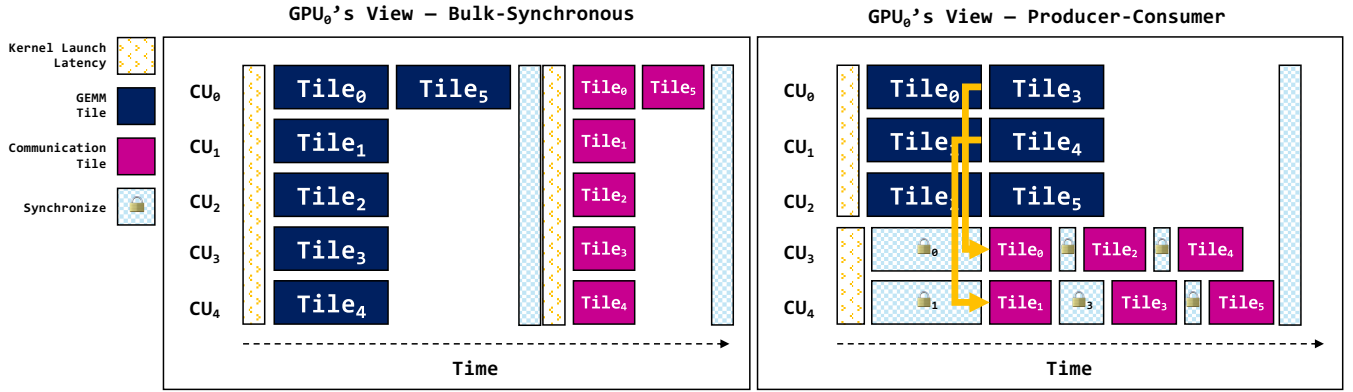 GPU₀'s View – Bulk-Synchronous
Kernel Launch
Latency
GEMM
Tile
Communication
Tile
Synchronize
CU₀
CU₁
CU₂
CU₃
CU₄
Tile₀
Tile₅
Tile₁
Tile₂
Tile₃
Tile₄
Tile₀
Tile₅
Tile₁
Tile₂
Tile₃
Tile₄
Time
GPU₀'s View – Producer-Consumer
CU₀
CU₁
CU₂
CU₃
CU₄
Tile₀
Tile₃
Tile
Tile₄
Tile
Tile₅
₀
Tile₀
Tile₂
Tile₄
₁
Tile₁
₃
Tile₃
Tile₅
Time